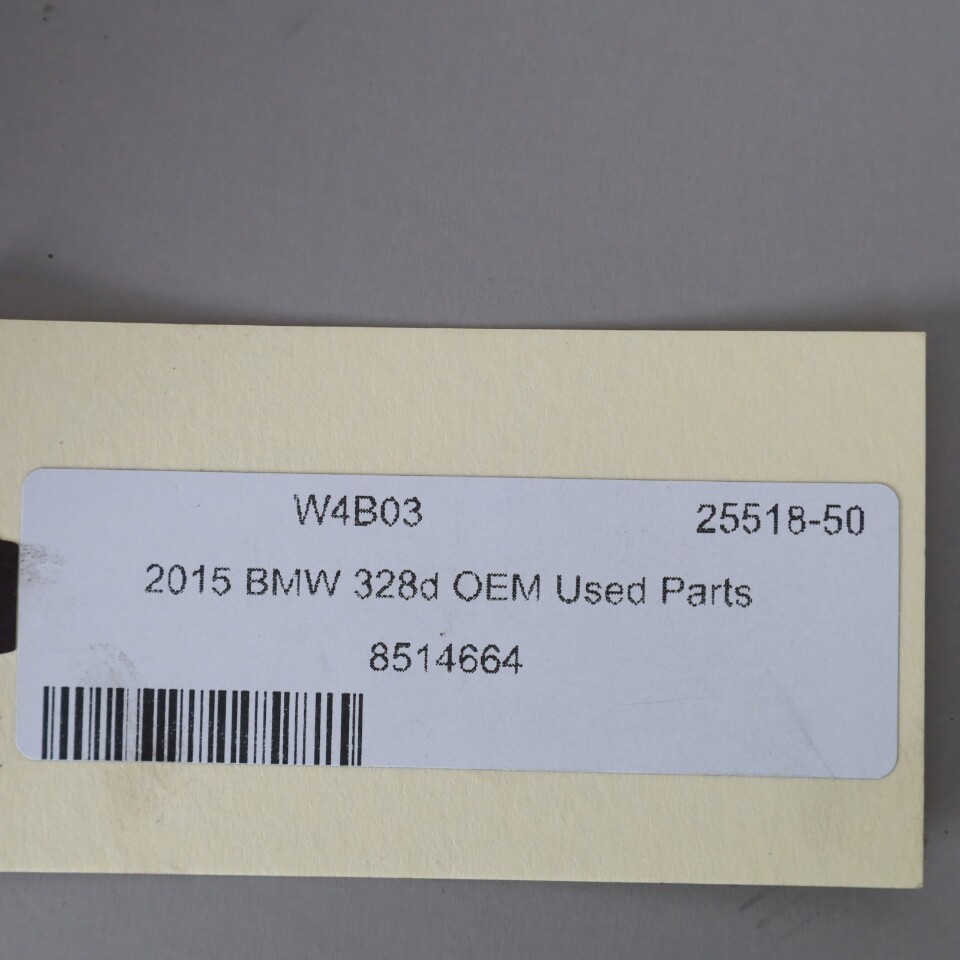 W4B03 25518-50
2015 BMW 328d OEM Used Parts
8514664